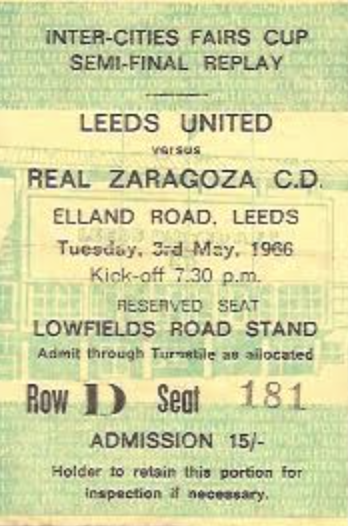 INTER-CITIES FAIRS CUP
SEMI-FINAL REPLAY
LEEDS UNITED
versus
REAL ZARAGOZA C.D.
ELLAND ROAD, LEEDS
Tuesday, 3rd May, 1966
Kick-off 7.30 p.m.
RESERVED SEAT
LOWFIELDS ROAD STAND
Admit through Turnstile as allocated
Row D Seat 181
ADMISSION 15/-
Holder to retain this portion for
inspection if necessary.